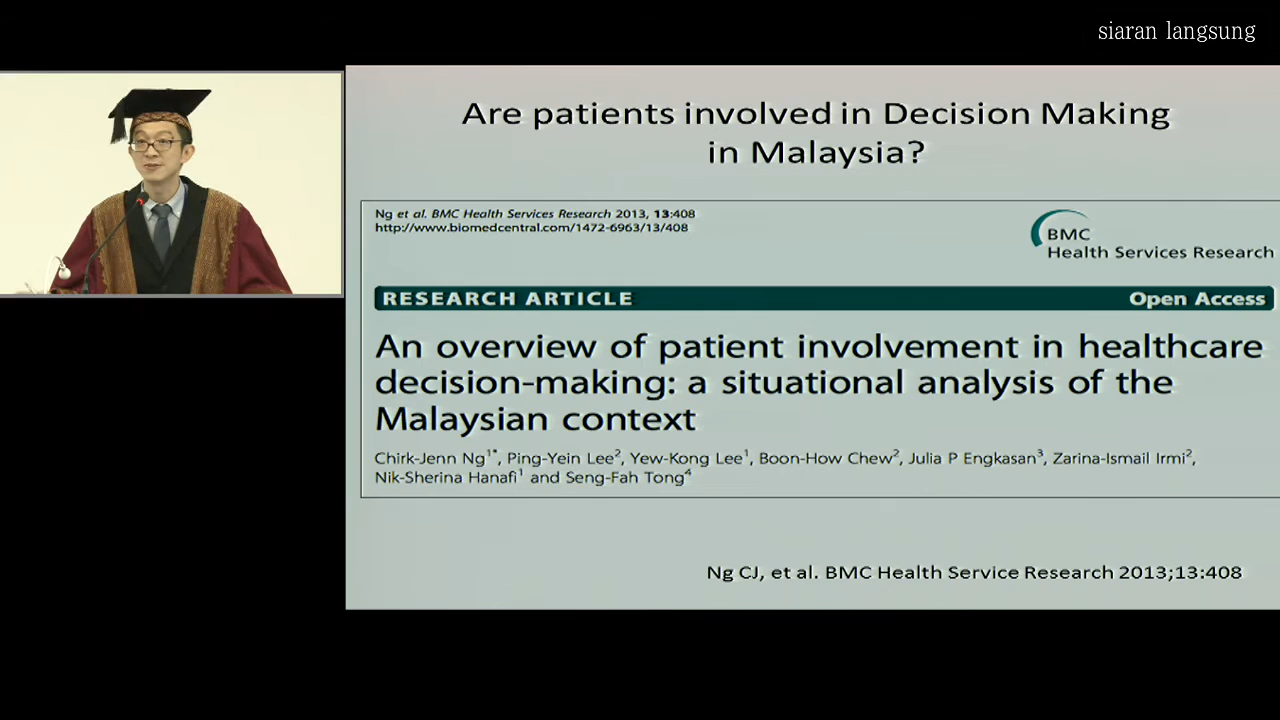 siaran langsung
Are patients involved in Decision Making
in Malaysia?
Ng et al. BMC Health Services Research 2013, 13:408
http://www.biomedcentral.com/1472-6963/13/408
BMC
Health Services Research
RESEARCH ARTICLE Open Access
An overview of patient involvement in healthcare
decision-making: a situational analysis of the
Malaysian context
Chirk-Jenn Ng1*, Ping-Yein Lee2, Yew-Kong Lee1, Boon-How Chew2, Julia P Engkasan3, Zarina-Ismail Irmi2,
Nik-Sherina Hanafi1 and Seng-Fah Tong4
Ng CJ, et al. BMC Health Service Research 2013;13:408